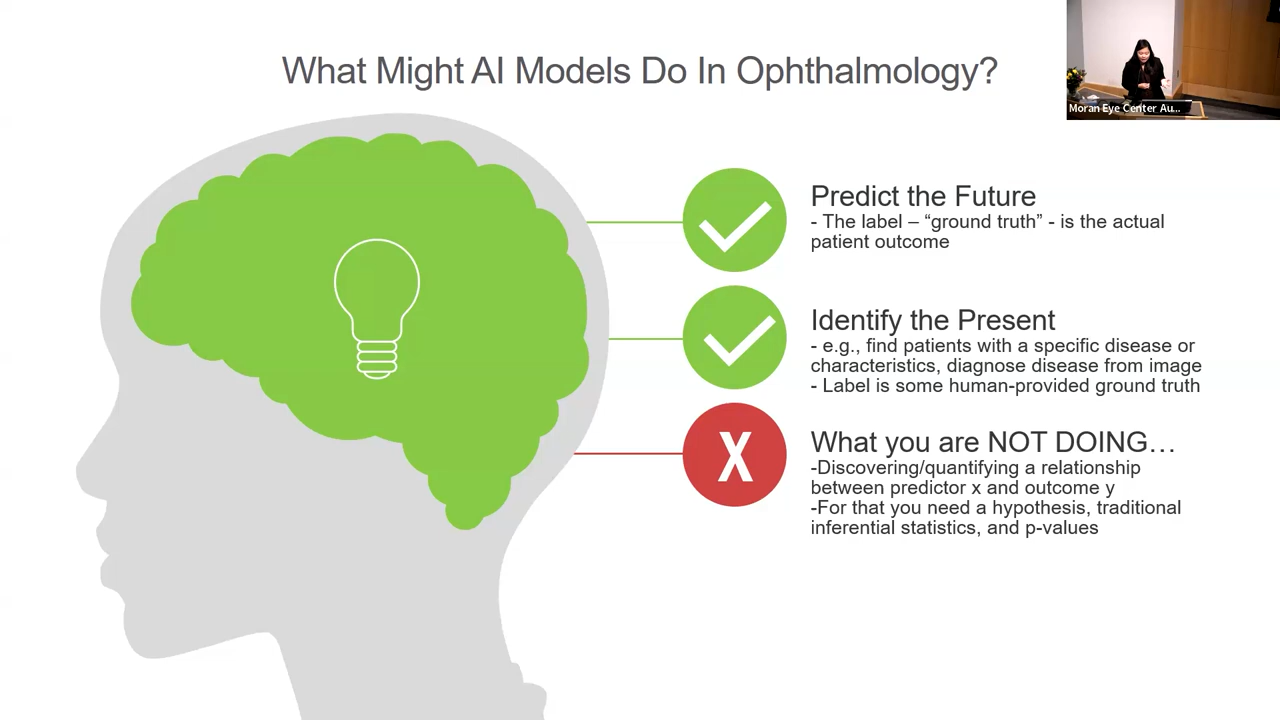 What Might AI Models Do In Ophthalmology?
Moran Eye Center Au...
Predict the Future
- The label – “ground truth” - is the actual
patient outcome
Identify the Present
- e.g., find patients with a specific disease or
characteristics, diagnose disease from image
- Label is some human-provided ground truth
X
What you are NOT DOING…
-Discovering/quantifying a relationship
between predictor x and outcome y
-For that you need a hypothesis, traditional
inferential statistics, and p-values